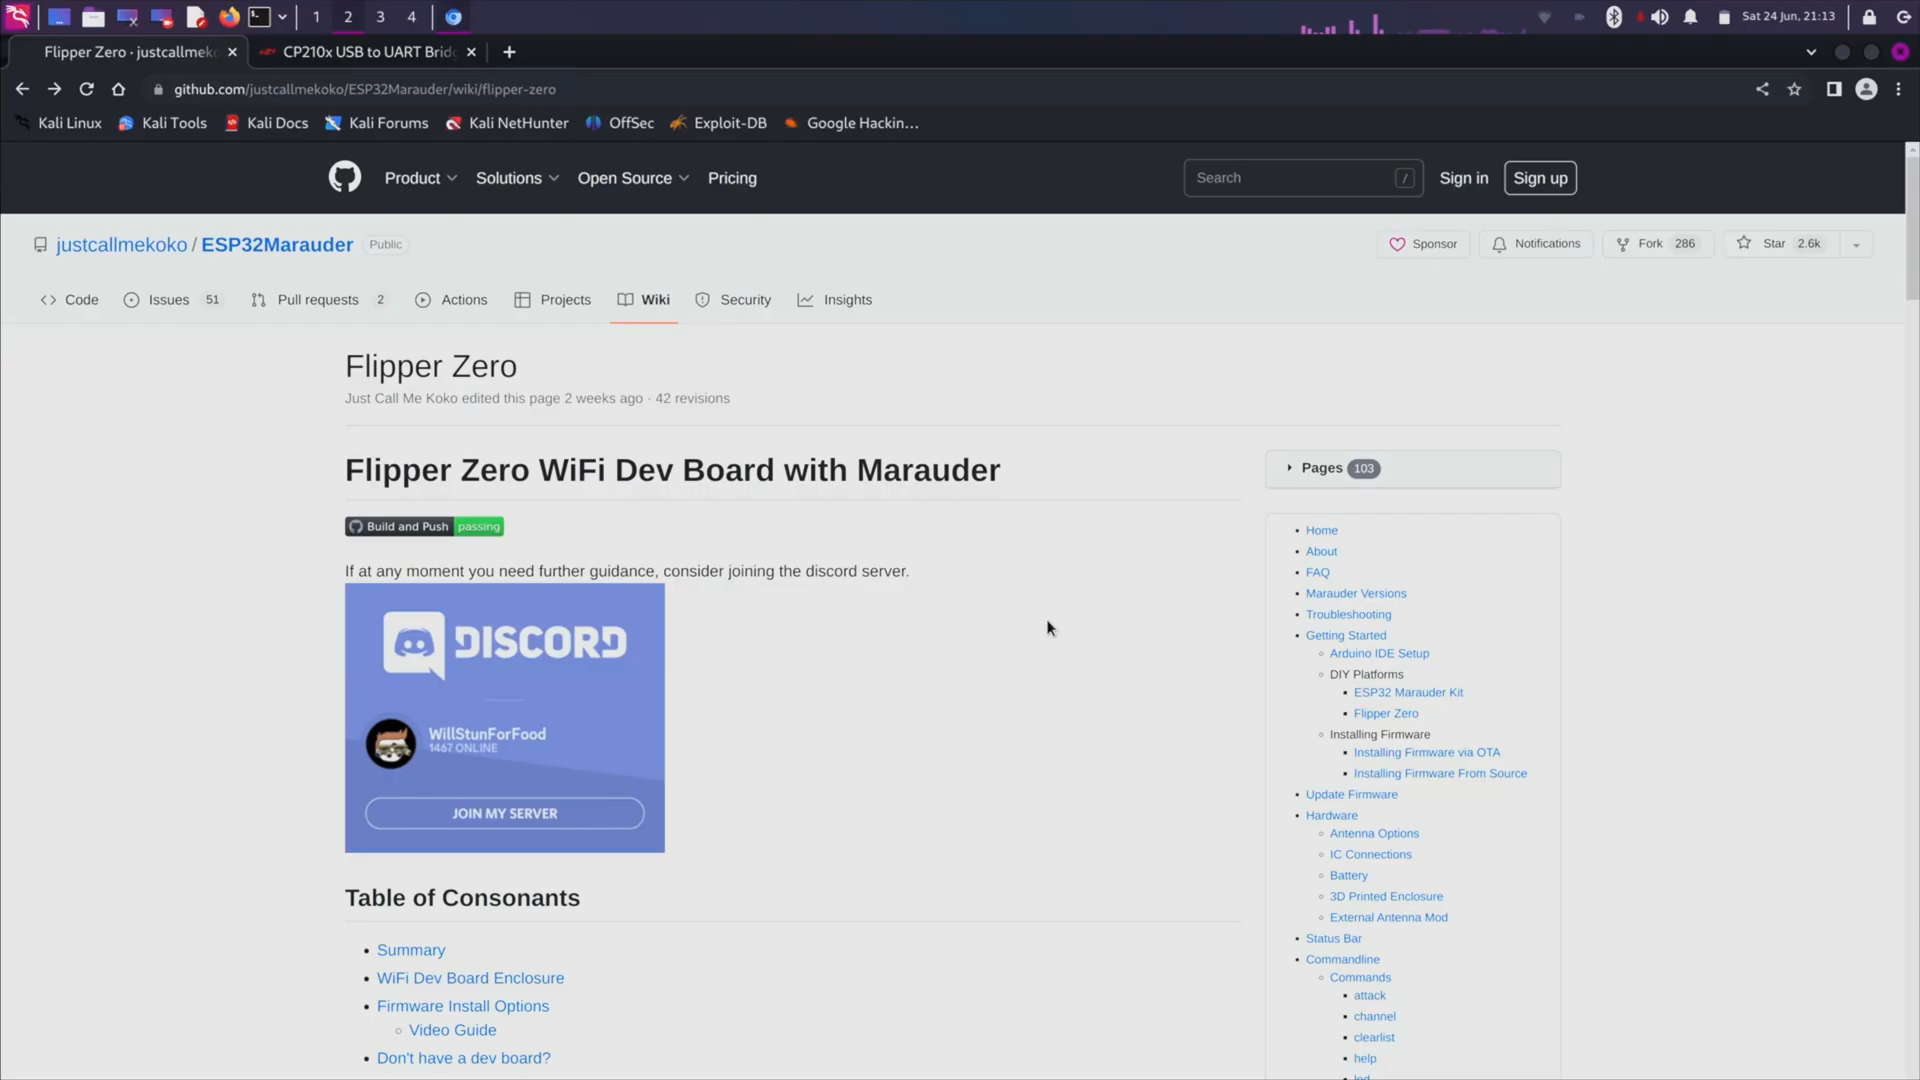 1 2 3 4 Sat 24 Jun, 21:13
Flipper Zero · justcallmeko CP210x USB to UART Bridg
github.com/justcallmekoko/ESP32Marauder/wiki/flipper-zero
Kali Linux Kali Tools Kali Docs Kali Forums Kali NetHunter OffSec Exploit-DB Google Hackin...
Product Solutions Open Source Pricing Search / Sign in Sign up
justcallmekoko / ESP32Marauder Public Sponsor Notifications Fork 286 Star 2.6k
Code Issues 51 Pull requests 2 Actions Projects Wiki Security Insights
Flipper Zero
Just Call Me Koko edited this page 2 weeks ago · 42 revisions
Flipper Zero WiFi Dev Board with Marauder
Build and Push passing
If at any moment you need further guidance, consider joining the discord server.
DISCORD
WillStunForFood
1467 ONLINE
JOIN MY SERVER
Table of Consonants
Summary
WiFi Dev Board Enclosure
Firmware Install Options
Video Guide
Don't have a dev board?
Pages 103
Home
About
FAQ
Marauder Versions
Troubleshooting
Getting Started
Arduino IDE Setup
DIY Platforms
ESP32 Marauder Kit
Flipper Zero
Installing Firmware
Installing Firmware via OTA
Installing Firmware From Source
Update Firmware
Hardware
Antenna Options
IC Connections
Battery
3D Printed Enclosure
External Antenna Mod
Status Bar
Commandline
Commands
attack
channel
clearlist
help
led